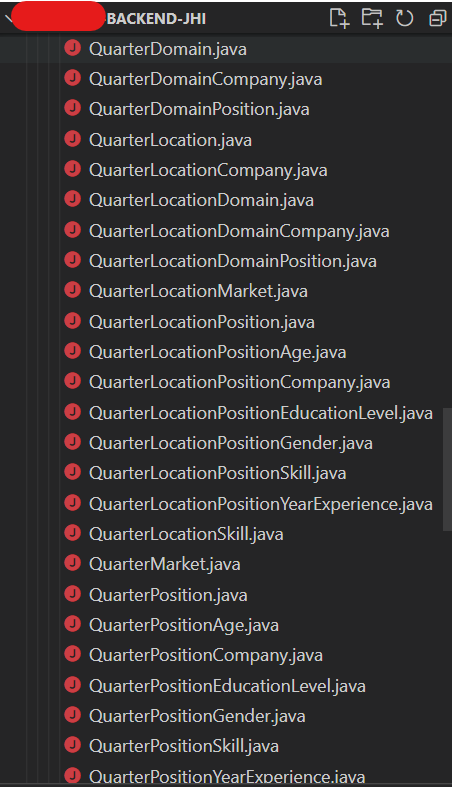 -BACKEND-JHI
QuarterDomain.java
QuarterDomainCompany.java
QuarterDomainPosition.java
QuarterLocation.java
QuarterLocationCompany.java
QuarterLocationDomain.java
QuarterLocationDomainCompany.java
QuarterLocationDomainPosition.java
QuarterLocationMarket.java
QuarterLocationPosition.java
QuarterLocationPositionAge.java
QuarterLocationPositionCompany.java
QuarterLocationPositionEducationLevel.java
QuarterLocationPositionGender.java
QuarterLocationPositionSkill.java
QuarterLocationPositionYearExperience.java
QuarterLocationSkill.java
QuarterMarket.java
QuarterPosition.java
QuarterPositionAge.java
QuarterPositionCompany.java
QuarterPositionEducationLevel.java
QuarterPositionGender.java
QuarterPositionSkill.java
QuarterPositionYearExperience.java